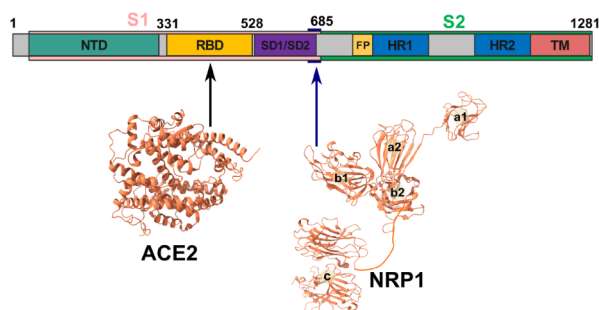 S1 S2
1 331 528 685 1281
NTD RBD SD1/SD2 FP HR1 HR2 TM
a1
a2
b1 b2
ACE2
c NRP1